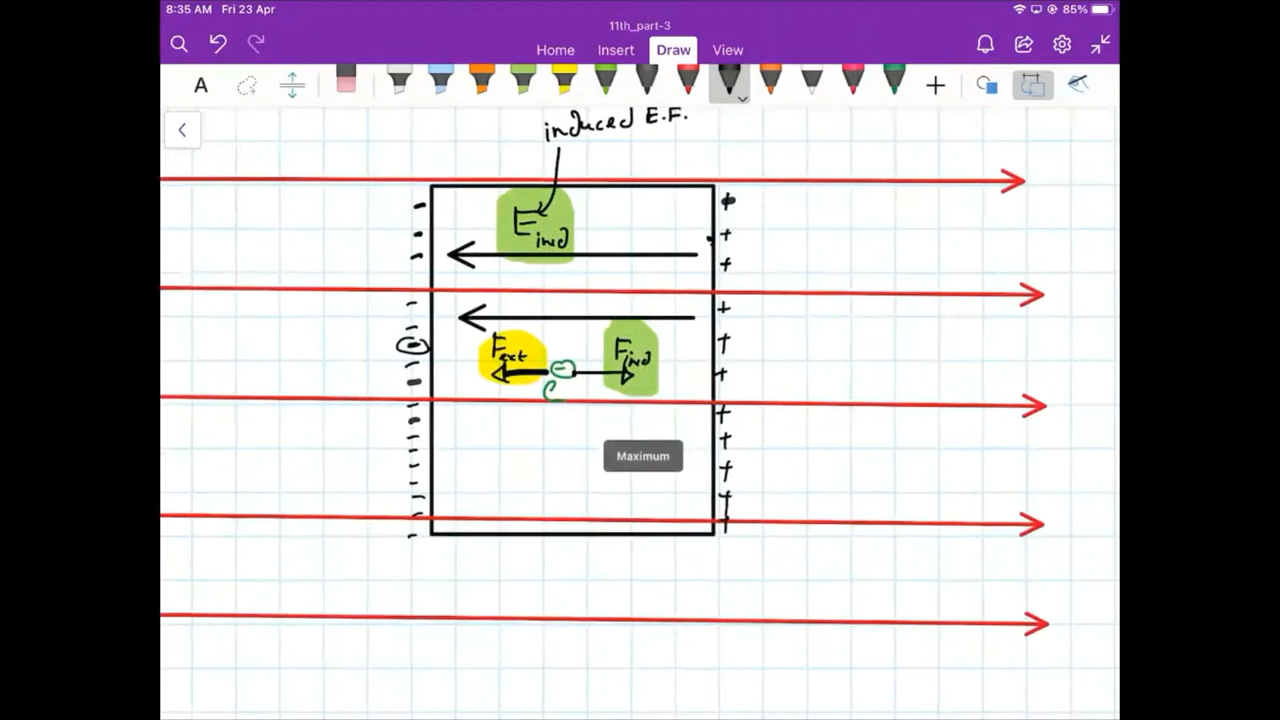 8:35 AM Fri 23 Apr
85%
11th_part-3
Home Insert Draw View
A
induced E.F.
E ind
F ext
F ind
e
Maximum